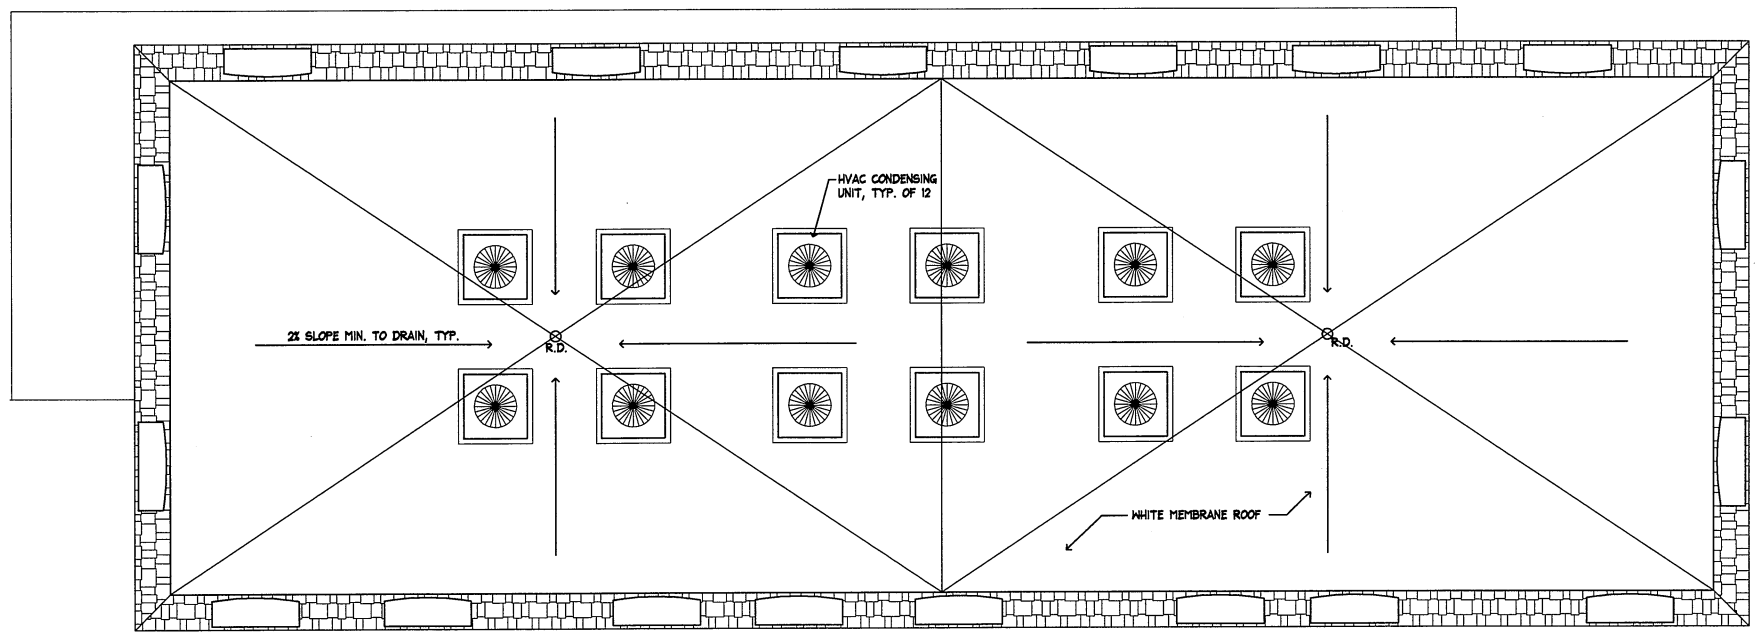 HVAC CONDENSING
UNIT, TYP. OF 12
2% SLOPE MIN. TO DRAIN, TYP.
R.D.
R.D.
WHITE MEMBRANE ROOF